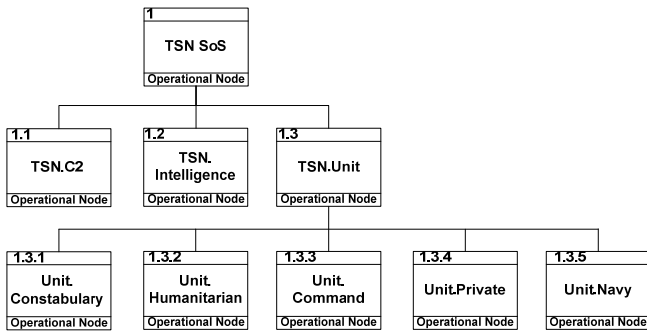 1
TSN SoS
Operational Node
1.1
TSN.C2
Operational Node
1.2
TSN.
Intelligence
Operational Node
1.3
TSN.Unit
Operational Node
1.3.1
Unit.
Constabulary
Operational Node
1.3.2
Unit.
Humanitarian
Operational Node
1.3.3
Unit.
Command
Operational Node
1.3.4
Unit.Private
Operational Node
1.3.5
Unit.Navy
Operational Node